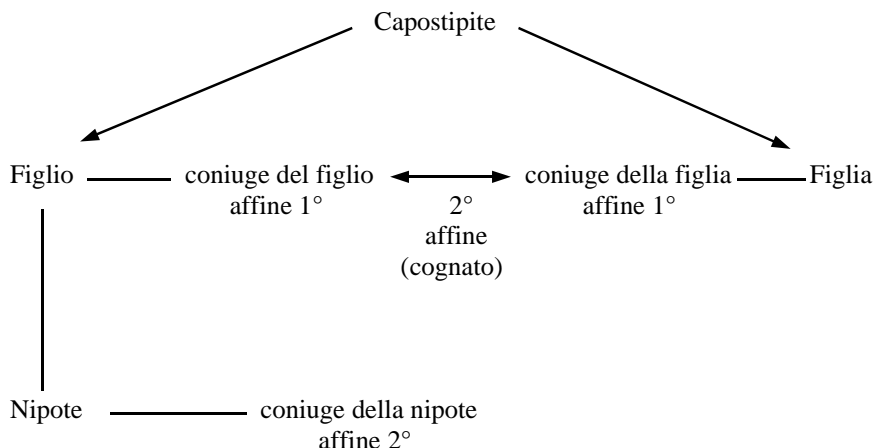 Capostipite
Figlio
coniuge del figlio
affine 1°
2°
affine
(cognato)
coniuge della figlia
affine 1°
Figlia
Nipote
coniuge della nipote
affine 2°